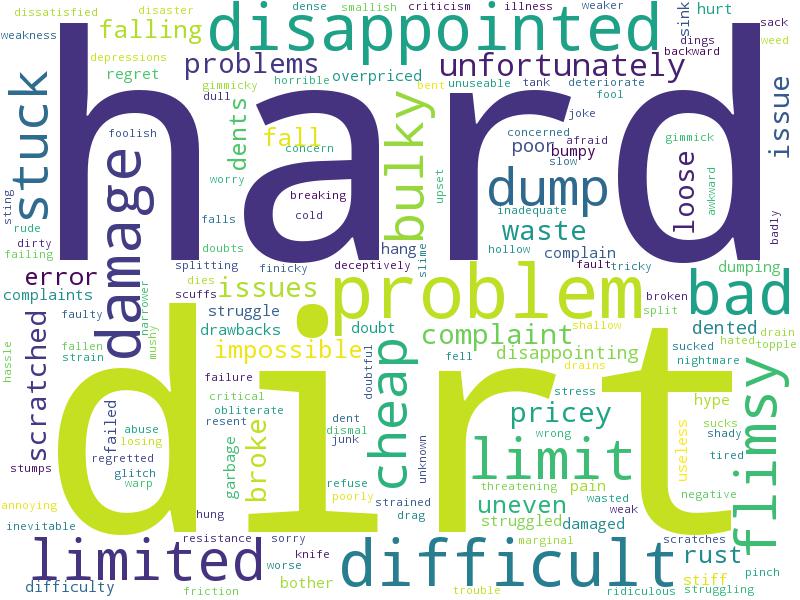 dissatisfied
disaster
dense
smallish
criticism
illness
weaker
sink
hurt
weakness
falling
disappointed
sack
dings
weed
backward
depressions
regret
problems
horrible
overpriced
unfortunately
gimmicky
bent
unuseable
tank
deteriorate
fool
dull
hard
stuck
issue
foolish
dents
fall
concern
bulky
joke
concerned
afraid
poor
bumpy
slow
gimmick
loose
awkward
worry
breaking
upset
dump
damage
cold
inadequate
sting
rude
falls
waste
badly
dirty
failing
doubts
hang
slime
hollow
complain
splitting
finicky
deceptively
fault
tricky
dumping
error
dies
issues
problem
broken
split
bad
complaints
narrower
scuffs
struggle
faulty
drawbacks
doubt
complaint
shallow
dented
drain
hated
topple
hassle
scratched
fallen
strain
mushy
impossible
disappointing
fell
drains
sucked
nightmare
dirt
failure
doubtful
cheap
flimsy
critical
stress
hype
abuse
failed
obliterate
resent
dent
dismal
junk
pricey
sucks
shady
losing
regretted
garbage
broke
unknown
wrong
useless
tired
stumps
glitch
warp
limit
refuse
poorly
threatening
pain
negative
annoying
strained
uneven
wasted
weak
inevitable
hung
drag
struggled
damaged
limited
resistance
sorry
marginal
scratches
knife
worse
difficult
rust
difficulty
friction
bother
trouble
ridiculous
stiff
struggling
pinch